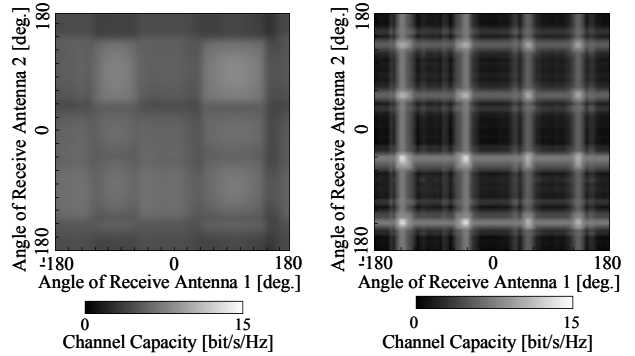 Angle of Receive Antenna 2 [deg.]
180
0
-180
-180 0 180
Angle of Receive Antenna 1 [deg.]
0 15
Channel Capacity [bit/s/Hz]
Angle of Receive Antenna 2 [deg.]
180
0
-180
-180 0 180
Angle of Receive Antenna 1 [deg.]
0 15
Channel Capacity [bit/s/Hz]